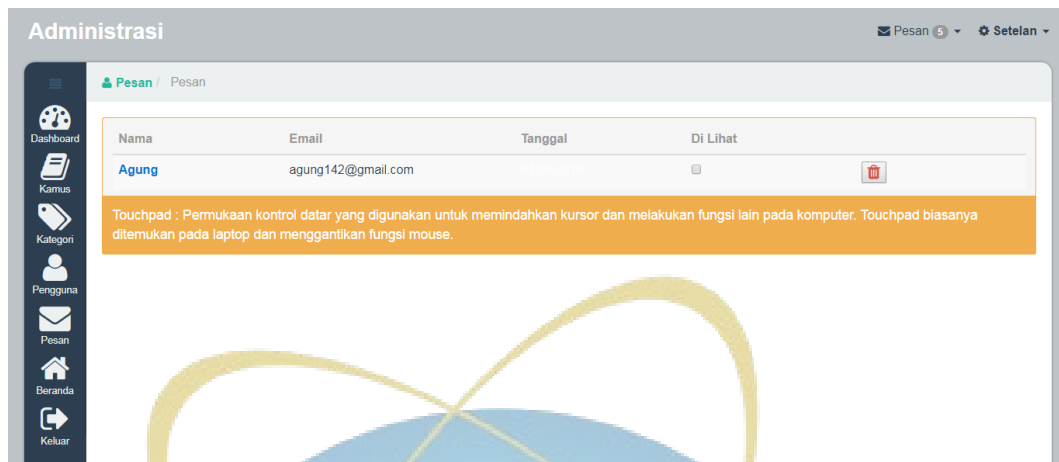 Administrasi
Pesan 5 Setelan
Pesan / Pesan
Dashboard
Kamus
Kategori
Pengguna
Pesan
Beranda
Keluar
Nama Email Tanggal Di Lihat
Agung agung142@gmail.com
Touchpad : Permukaan kontrol datar yang digunakan untuk memindahkan kursor dan melakukan fungsi lain pada komputer. Touchpad biasanya
ditemukan pada laptop dan menggantikan fungsi mouse.